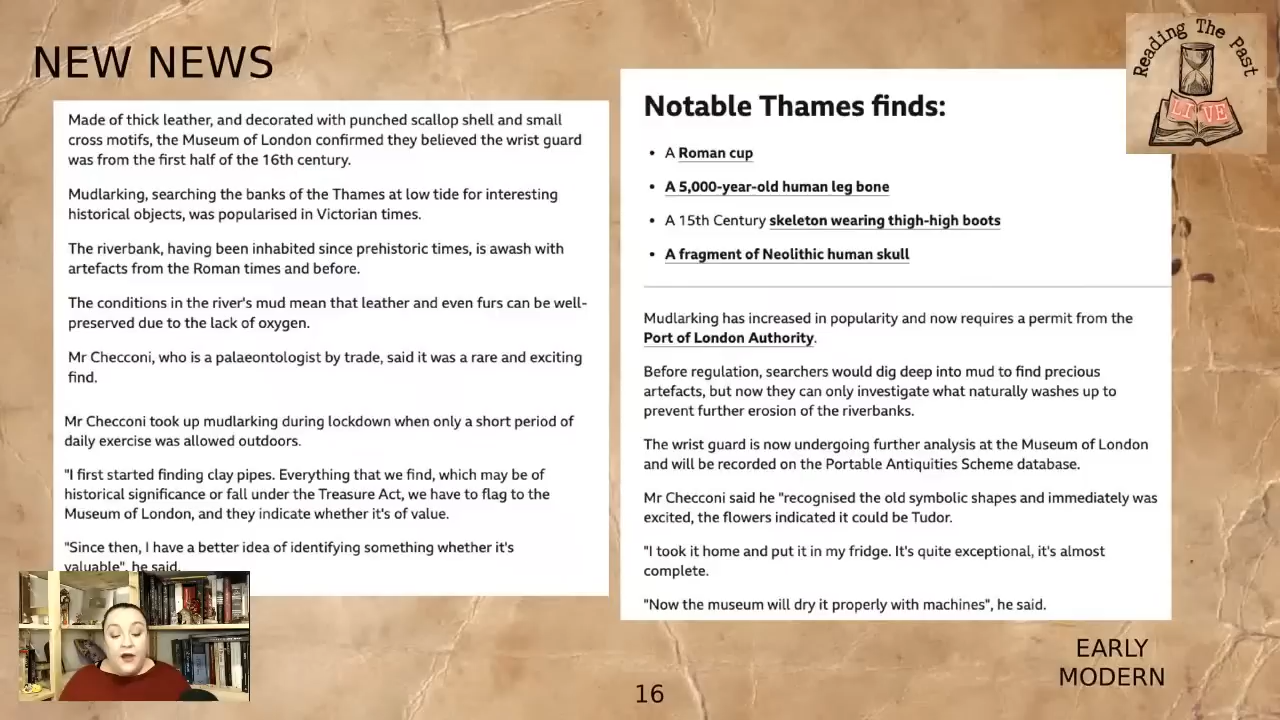 NEW NEWS
Made of thick leather, and decorated with punched scallop shell and small
cross motifs, the Museum of London confirmed they believed the wrist guard
was from the first half of the 16th century.
Mudlarking, searching the banks of the Thames at low tide for interesting
historical objects, was popularised in Victorian times.
The riverbank, having been inhabited since prehistoric times, is awash with
artefacts from the Roman times and before.
The conditions in the river's mud mean that leather and even furs can be well-
preserved due to the lack of oxygen.
Mr Checconi, who is a palaeontologist by trade, said it was a rare and exciting
find.
Mr Checconi took up mudlarking during lockdown when only a short period of
daily exercise was allowed outdoors.
"I first started finding clay pipes. Everything that we find, which may be of
historical significance or fall under the Treasure Act, we have to flag to the
Museum of London, and they indicate whether it's of value.
"Since then, I have a better idea of identifying something whether it's
valuable", he said.
Notable Thames finds:
• A Roman cup
• A 5,000-year-old human leg bone
• A 15th Century skeleton wearing thigh-high boots
• A fragment of Neolithic human skull
Mudlarking has increased in popularity and now requires a permit from the
Port of London Authority.
Before regulation, searchers would dig deep into mud to find precious
artefacts, but now they can only investigate what naturally washes up to
prevent further erosion of the riverbanks.
The wrist guard is now undergoing further analysis at the Museum of London
and will be recorded on the Portable Antiquities Scheme database.
Mr Checconi said he "recognised the old symbolic shapes and immediately was
excited, the flowers indicated it could be Tudor.
"I took it home and put it in my fridge. It's quite exceptional, it's almost
complete.
"Now the museum will dry it properly with machines", he said.
Reading The Past
LIVE
EARLY
MODERN
16